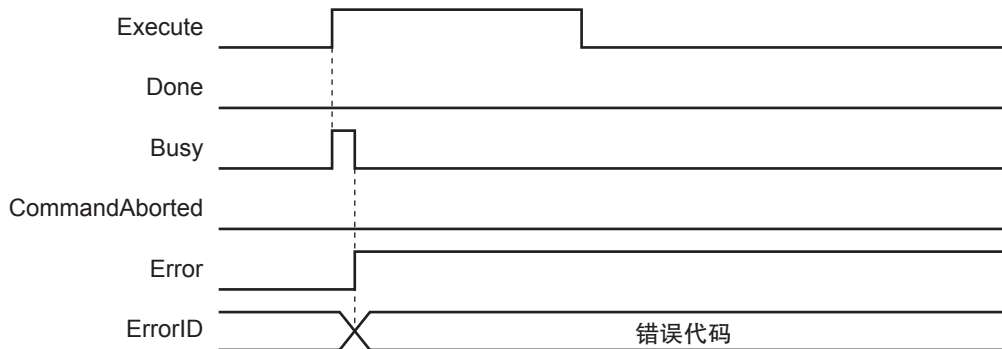 Execute
Done
Busy
CommandAborted
Error
ErrorID
错误代码